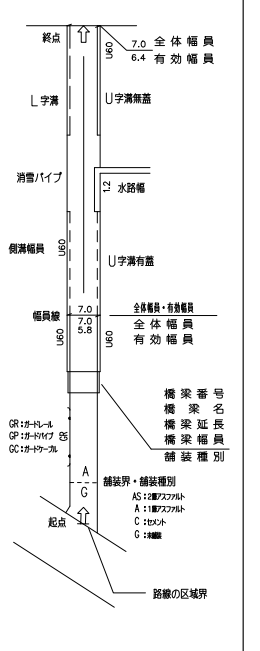 終点
U60
7.0 全体幅員
6.4 有効幅員
L字溝
U字溝無蓋
消雪パイプ
1.2
水路幅
側溝幅員
U60
U字溝有蓋
幅員線
7.0
全体幅員・有効幅員
7.0
5.8
全体幅員
有効幅員
U60
U60
橋梁番号
橋梁名
橋梁延長
橋梁幅員
舗装種別
GR:ガードレール
GP:ガードパイプ
GC:ガードケーブル
GR
A
G
舗装界・舗装種別
AS:2層アスファルト
A:1層アスファルト
C:セメント
G:未舗装
起点
路線の区域界